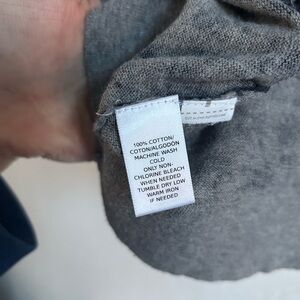 100% COTTON/
COTON/ALGODON
MACHINE WASH
COLD
ONLY NON-
CHLORINE BLEACH
WHEN NEEDED
TUMBLE DRY LOW
WARM IRON
IF NEEDED